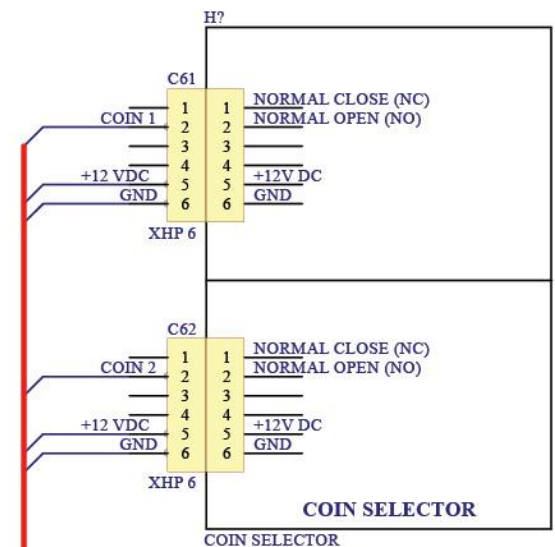 H?
C61
1 1 NORMAL CLOSE (NC)
COIN 1 2 2 NORMAL OPEN (NO)
3 3
4 4
+12 VDC 5 5 +12V DC
GND 6 6 GND
XHP 6
C62
1 1 NORMAL CLOSE (NC)
COIN 2 2 2 NORMAL OPEN (NO)
3 3
4 4
+12 VDC 5 5 +12V DC
GND 6 6 GND
XHP 6
COIN SELECTOR
COIN SELECTOR